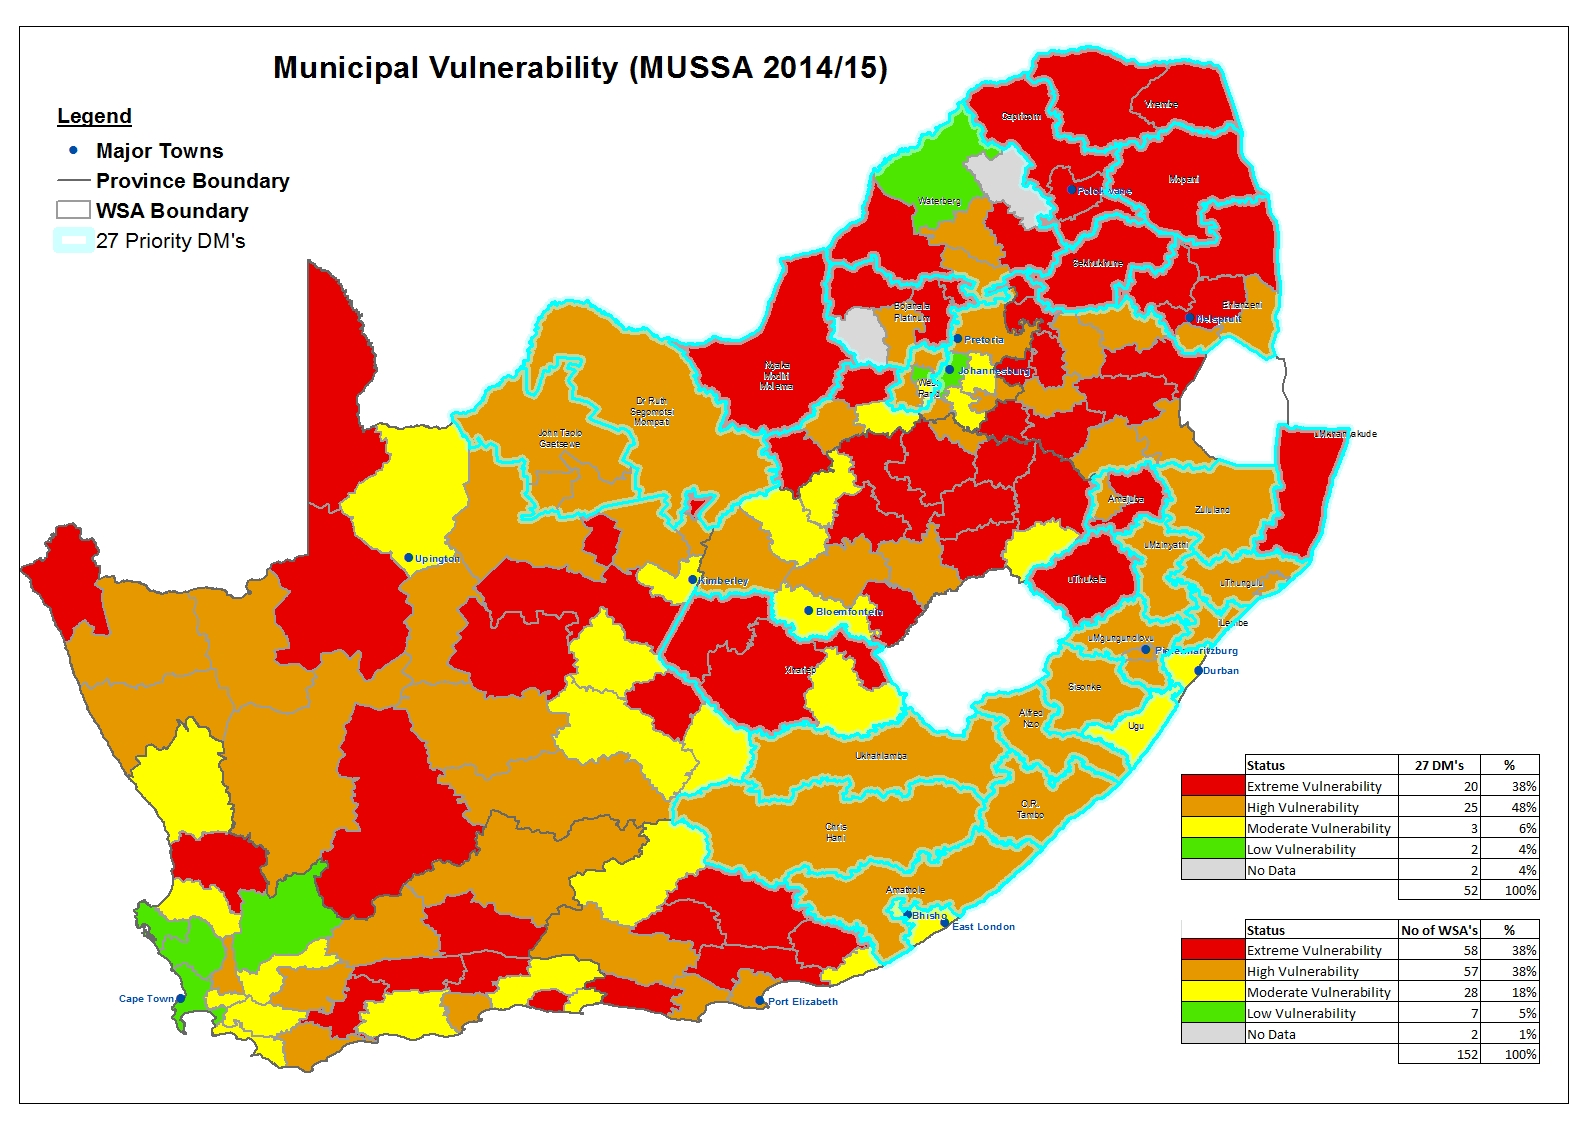 Municipal Vulnerability (MUSSA 2014/15)
Legend
Major Towns
Province Boundary
WSA Boundary
27 Priority DM's
Vhembe
Capricorn
Mopani
Polokwane
Waterberg
Sekhukhune
Bojanala
Platinum
Ehlanzeni
Nelspruit
Pretoria
Johannesburg
West
Rand
Ngaka
Modiri
Molema
Dr Ruth
Segomotsi
Mompati
John Taolo
Gaetsewe
uMkhanyakude
Amajuba
Zululand
uMzinyathi
uThukela
uThungulu
iLembe
uMgungundlovu
Pietermaritzburg
Durban
Sisonke
Ugu
Alfred
Nzo
Upington
Kimberley
Bloemfontein
Xhariep
Ukhahlamba
O.R.
Tambo
Chris
Hani
Amathole
Bhisho
East London
Port Elizabeth
Cape Town
Status 27 DM's %
Extreme Vulnerability 20 38%
High Vulnerability 25 48%
Moderate Vulnerability 3 6%
Low Vulnerability 2 4%
No Data 2 4%
52 100%
Status No of WSA's %
Extreme Vulnerability 58 38%
High Vulnerability 57 38%
Moderate Vulnerability 28 18%
Low Vulnerability 7 5%
No Data 2 1%
152 100%